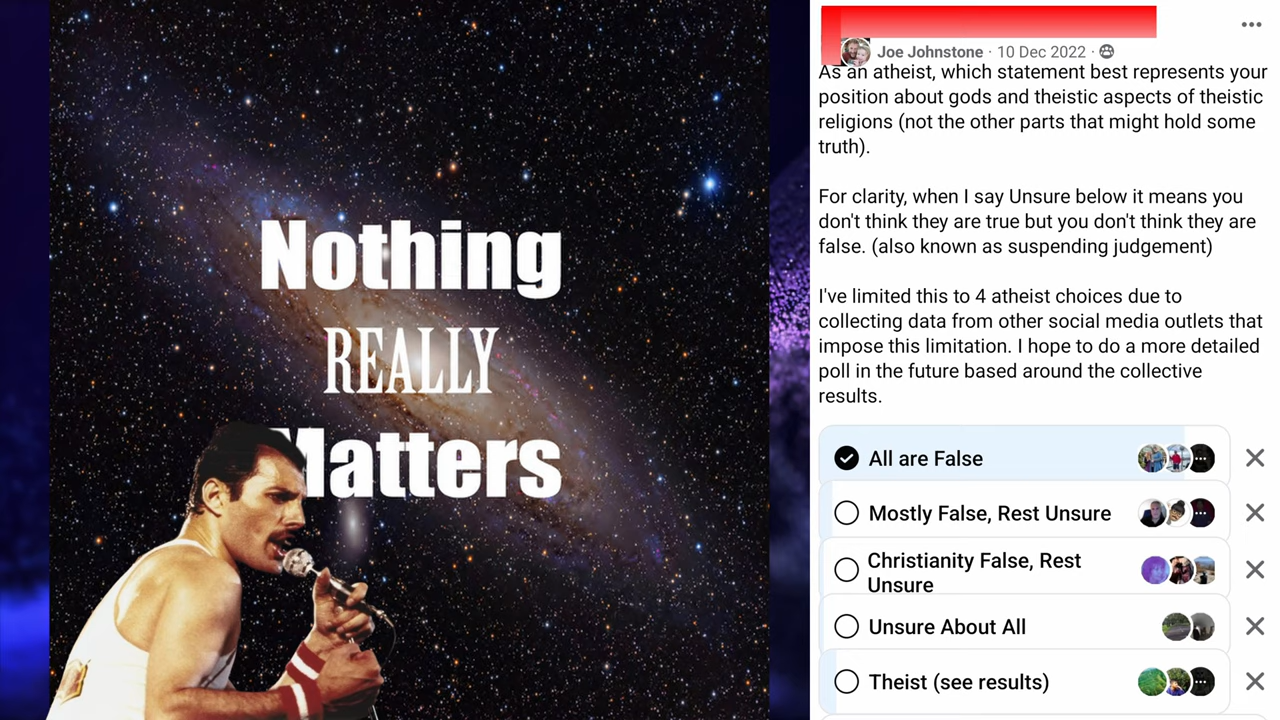 Nothing
REALLY
Matters
Joe Johnstone · 10 Dec 2022 ·
As an atheist, which statement best represents your
position about gods and theistic aspects of theistic
religions (not the other parts that might hold some
truth).
For clarity, when I say Unsure below it means you
don't think they are true but you don't think they are
false. (also known as suspending judgement)
I've limited this to 4 atheist choices due to
collecting data from other social media outlets that
impose this limitation. I hope to do a more detailed
poll in the future based around the collective
results.
All are False
Mostly False, Rest Unsure
Christianity False, Rest
Unsure
Unsure About All
Theist (see results)